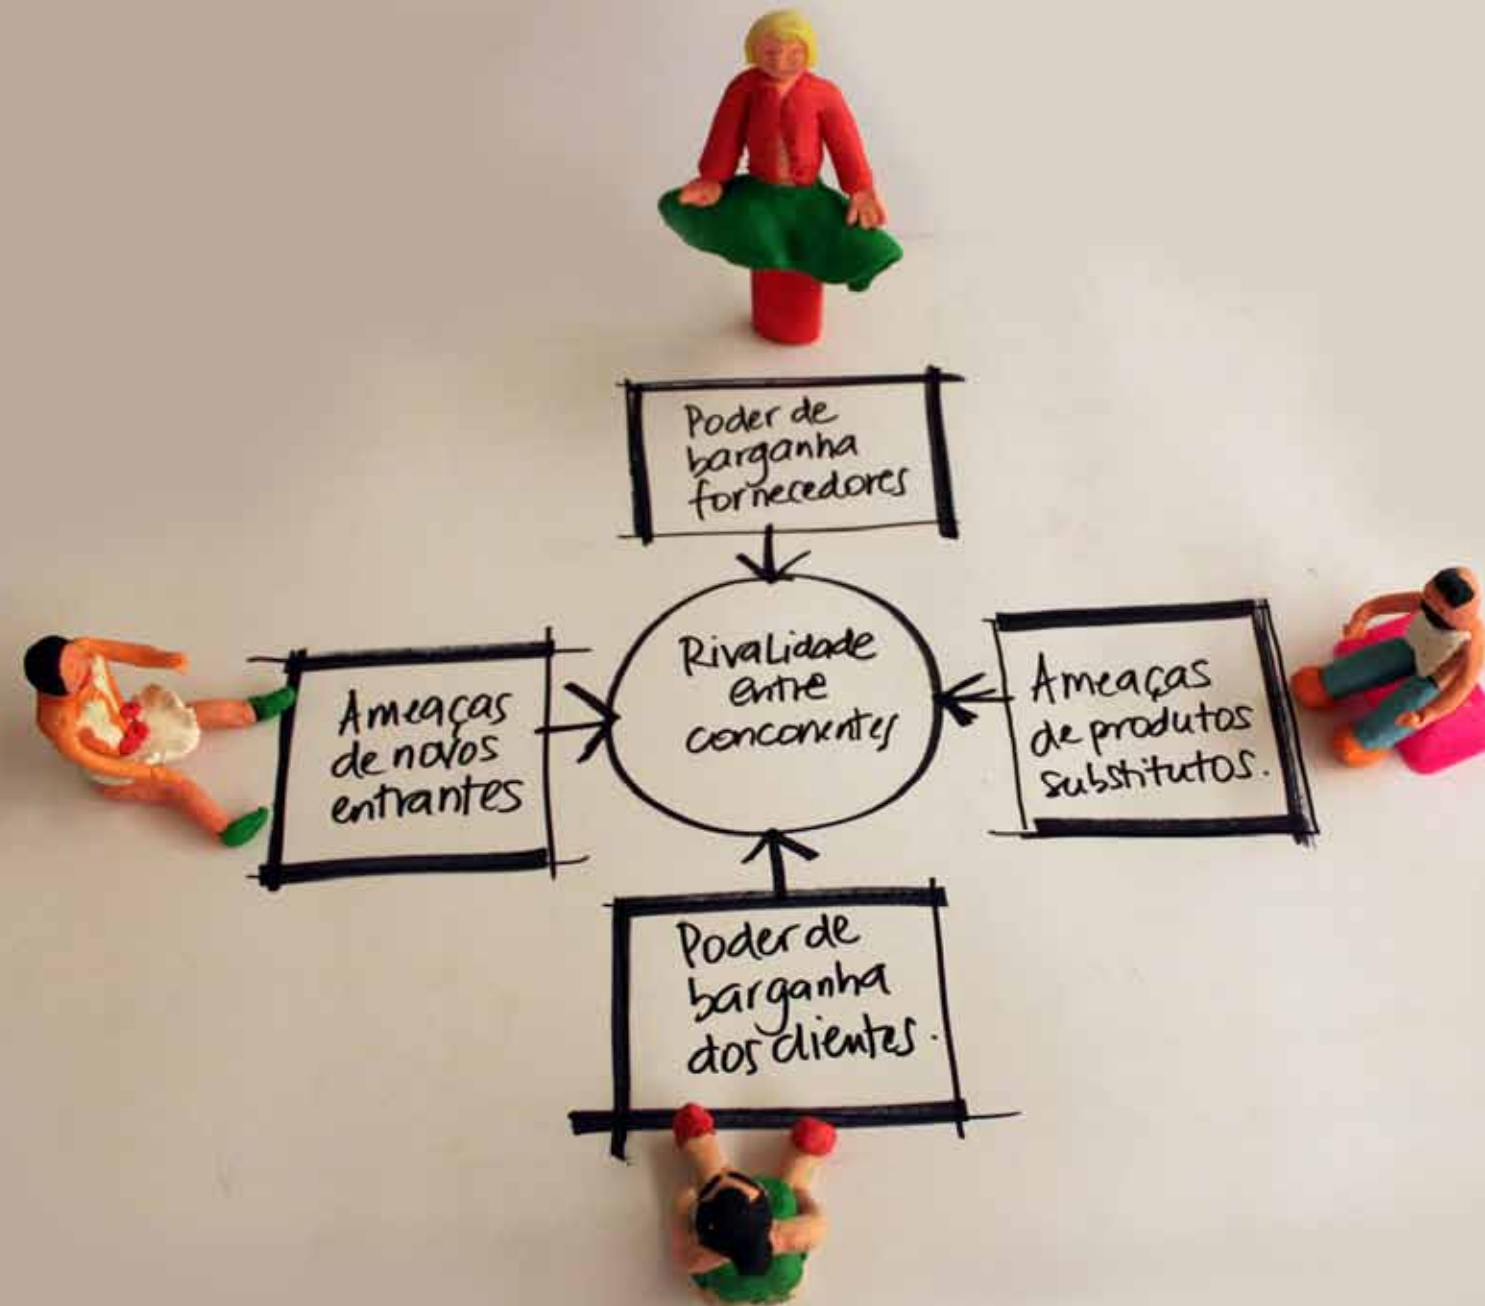 Poder de
barganha
fornecedores
Ameaças
de novos
entrantes
Rivalidade
entre
concorrentes
Ameaças
de produtos
substitutos.
Poder de
barganha
dos clientes.